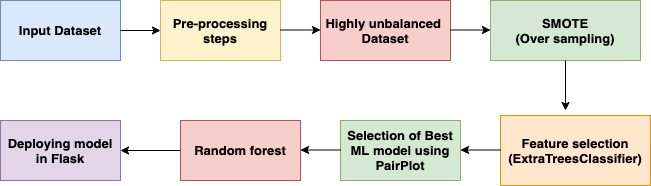 Input Dataset
Pre-processing
steps
Highly unbalanced
Dataset
SMOTE
(Over sampling)
Feature selection
(ExtraTreesClassifier)
Selection of Best
ML model using
PairPlot
Random forest
Deploying model
in Flask